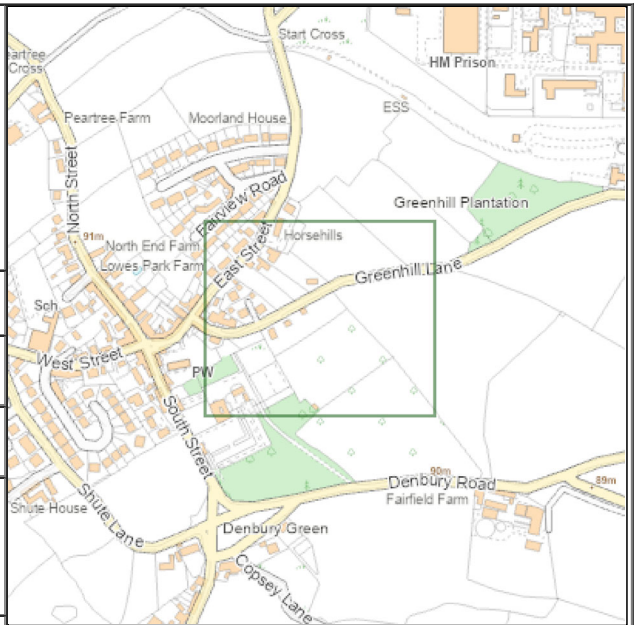 Start Cross
HM Prison
eartree
Cross
ESS
Peartree Farm
Moorland House
North Street
Fairview Road
Greenhill Plantation
91m
North End Farm
East Street
Horsehills
Lowes Park Farm
Greenhill Lane
Sch
West Street
PW
South Street
90m
Denbury Road
89m
Fairfield Farm
Shute House
Shute Lane
Denbury Green
Copsey Lane